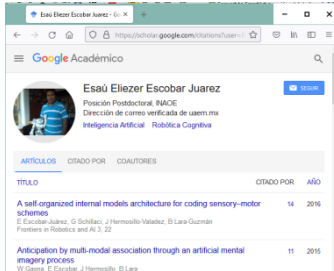 Esaú Eliezer Escobar Juarez - Go
https://scholar.google.com/citations?user=
Google Académico
Esaú Eliezer Escobar Juarez
Posición Postdoctoral, INAOE
Dirección de correo verificada de uaem.mx
Inteligencia Artificial Robótica Cognitiva
SEGUIR
ARTÍCULOS CITADO POR COAUTORES
TÍTULO CITADO POR AÑO
A self-organized internal models architecture for coding sensory–motor schemes 14 2016
E Escobar-Juárez, G Schillaci, J Hermosillo-Valadez, B Lara-Guzmán
Frontiers in Robotics and AI 3, 22
Anticipation by multi-modal association through an artificial mental imagery process 11 2015
W Gaona, E Escobar, J Hermosillo, B Lara